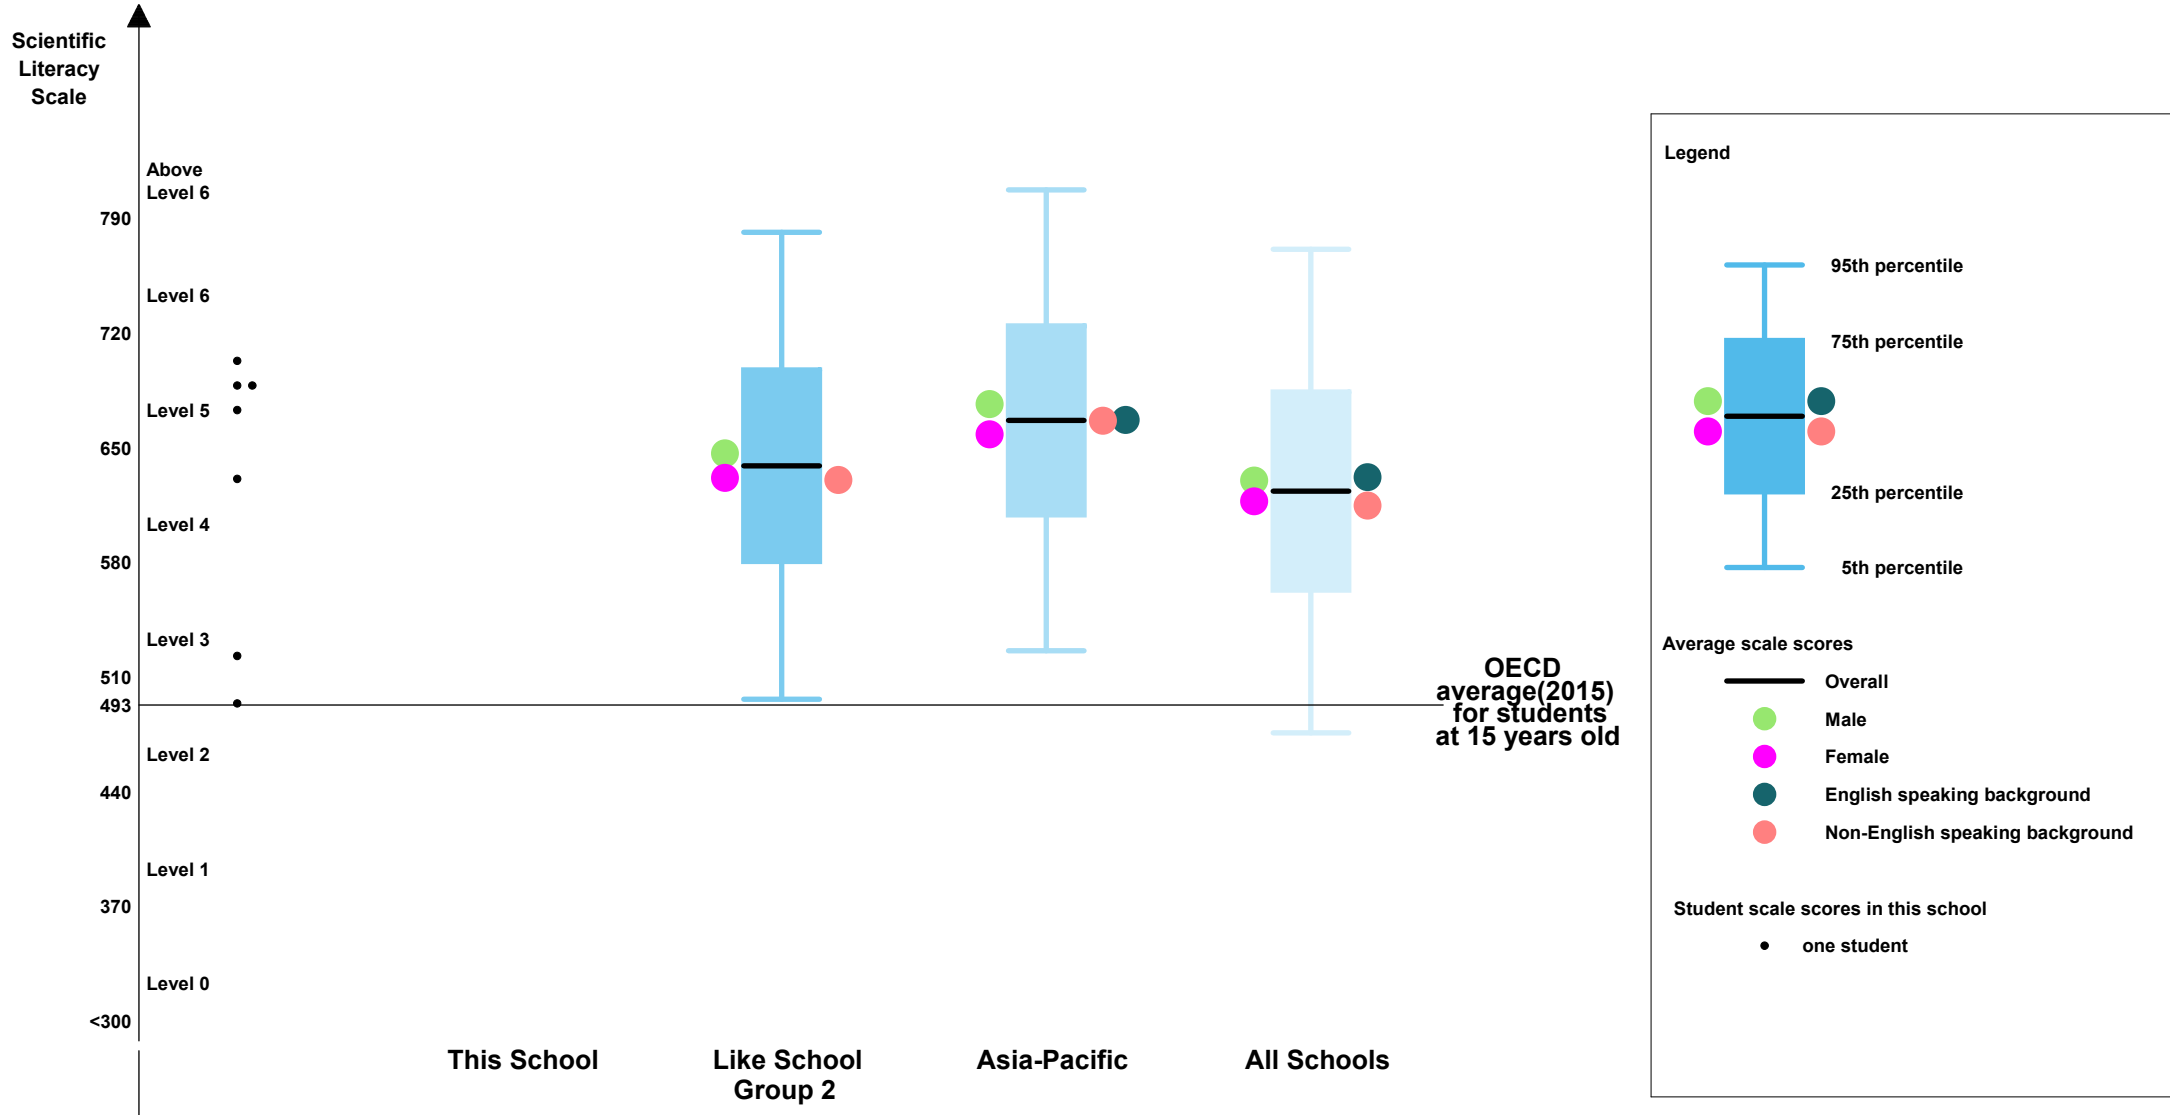 Scientific
Literacy
Scale
Above
Level 6
790
Level 6
720
Level 5
650
Level 4
580
Level 3
510
493
Level 2
440
Level 1
370
Level 0
<300
This School
Like School
Group 2
Asia-Pacific
All Schools
OECD
average(2015)
for students
at 15 years old
Legend
95th percentile
75th percentile
25th percentile
5th percentile
Average scale scores
Overall
Male
Female
English speaking background
Non-English speaking background
Student scale scores in this school
one student